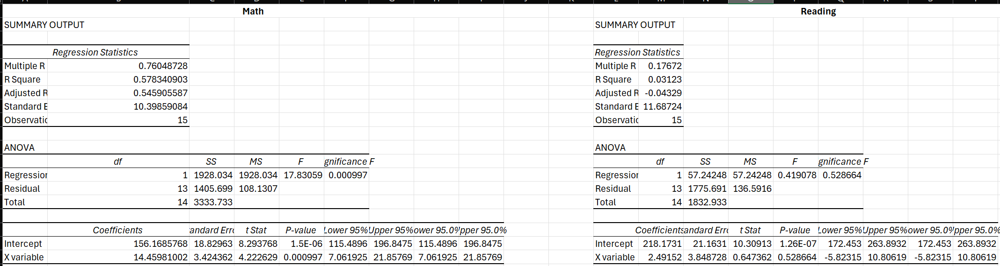 Math Reading
SUMMARY OUTPUT SUMMARY OUTPUT
Regression Statistics Regression Statistics
Multiple R 0.76048728 Multiple R 0.17672
R Square 0.578340903 R Square 0.03123
Adjusted R 0.545905587 Adjusted R -0.04329
Standard E 10.39859084 Standard E 11.68724
Observatic 15 Observatic 15
ANOVA ANOVA
df SS MS F gnificance F df SS MS F gnificance F
Regression 1 1928.034 1928.034 17.83059 0.000997 Regression 1 57.24248 57.24248 0.419078 0.528664
Residual 13 1405.699 108.1307 Residual 13 1775.691 136.5916
Total 14 3333.733 Total 14 1832.933
Coefficients andard Erro t Stat P-value Lower 95% Upper 95% ower 95.0% pper 95.0% Coefficients andard Erro t Stat P-value Lower 95% Upper 95% ower 95.0% pper 95.0%
Intercept 156.1685768 18.82963 8.293768 1.5E-06 115.4896 196.8475 115.4896 196.8475 Intercept 218.1731 21.1631 10.30913 1.26E-07 172.453 263.8932 172.453 263.8932
X variable 14.45981002 3.424362 4.222629 0.000997 7.061925 21.85769 7.061925 21.85769 X variable 2.49152 3.848728 0.647362 0.528664 -5.82315 10.80619 -5.82315 10.80619